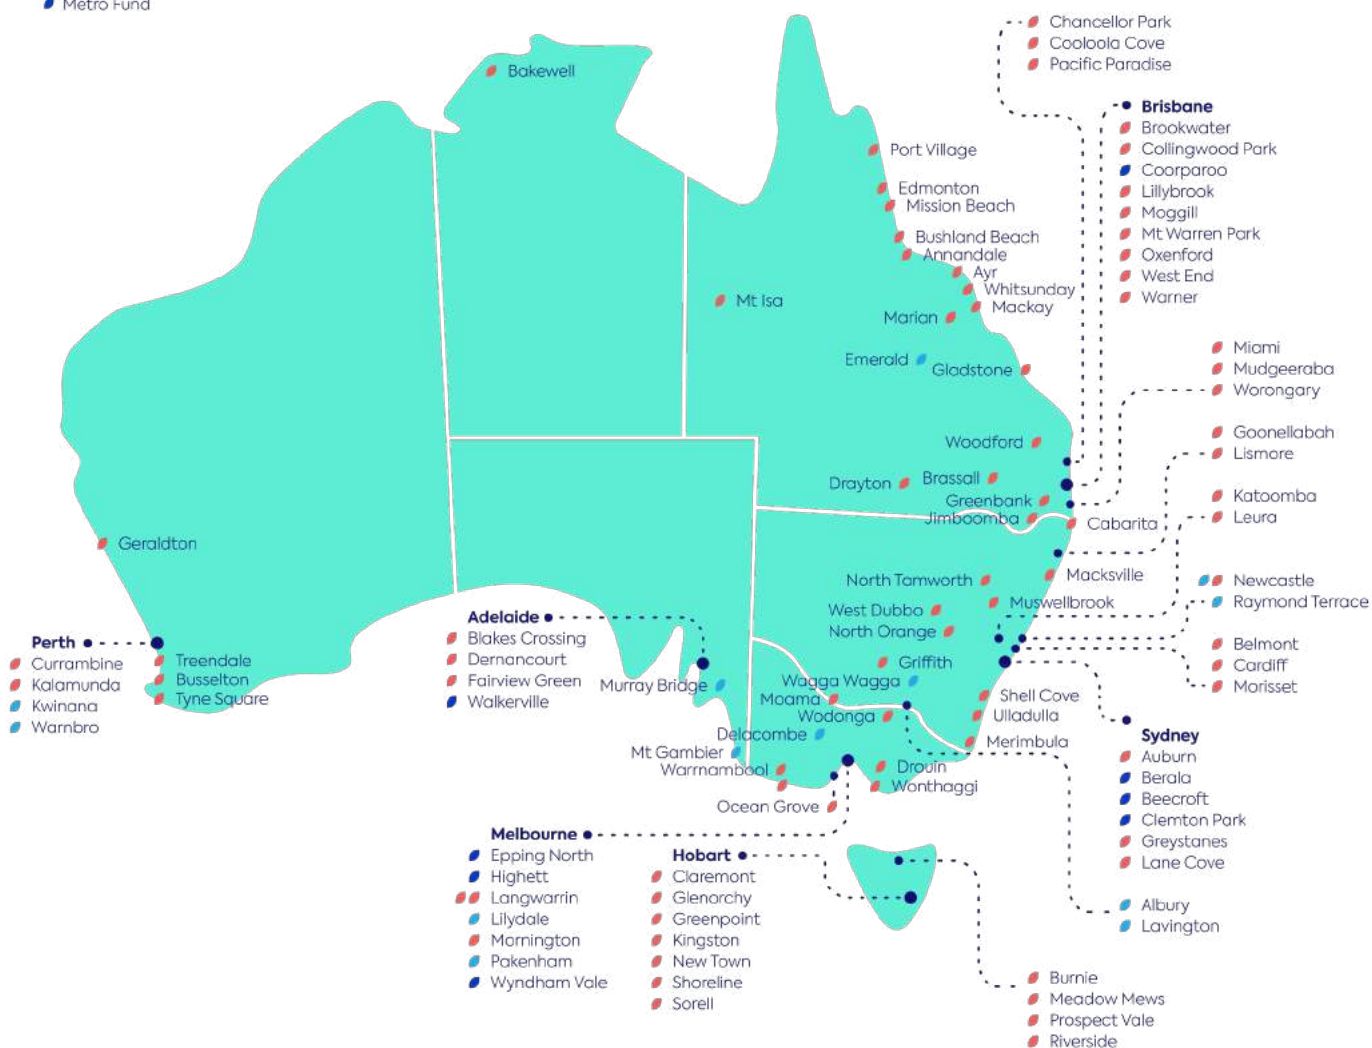 Metro Fund
Chancellor Park
Cooloola Cove
Pacific Paradise
Bakewell
Brisbane
Brookwater
Collingwood Park
Coorparoo
Lillybrook
Moggill
Mt Warren Park
Oxenford
West End
Warner
Port Village
Edmonton
Mission Beach
Bushland Beach
Annandale
Ayr
Whitsunday
Mackay
Mt Isa
Marian
Emerald
Gladstone
Miami
Mudgeeraba
Worongary
Goonellabah
Lismore
Woodford
Drayton
Brassall
Greenbank
Jimboomba
Cabarita
Katoomba
Leura
Geraldton
North Tamworth
Macksville
West Dubbo
Muswellbrook
North Orange
Newcastle
Raymond Terrace
Belmont
Cardiff
Morisset
Perth
Currambine
Kalamunda
Kwinana
Warnbro
Treendale
Busselton
Tyne Square
Adelaide
Blakes Crossing
Dernancourt
Fairview Green
Walkerville
Murray Bridge
Griffith
Wagga Wagga
Moama
Wodonga
Shell Cove
Ulladulla
Merimbula
Delacombe
Mt Gambier
Warrnambool
Drouin
Wonthaggi
Ocean Grove
Sydney
Auburn
Berala
Beecroft
Clemton Park
Greystanes
Lane Cove
Melbourne
Epping North
Highett
Langwarrin
Lilydale
Mornington
Pakenham
Wyndham Vale
Hobart
Claremont
Glenorchy
Greenpoint
Kingston
New Town
Shoreline
Sorell
Albury
Lavington
Burnie
Meadow Mews
Prospect Vale
Riverside